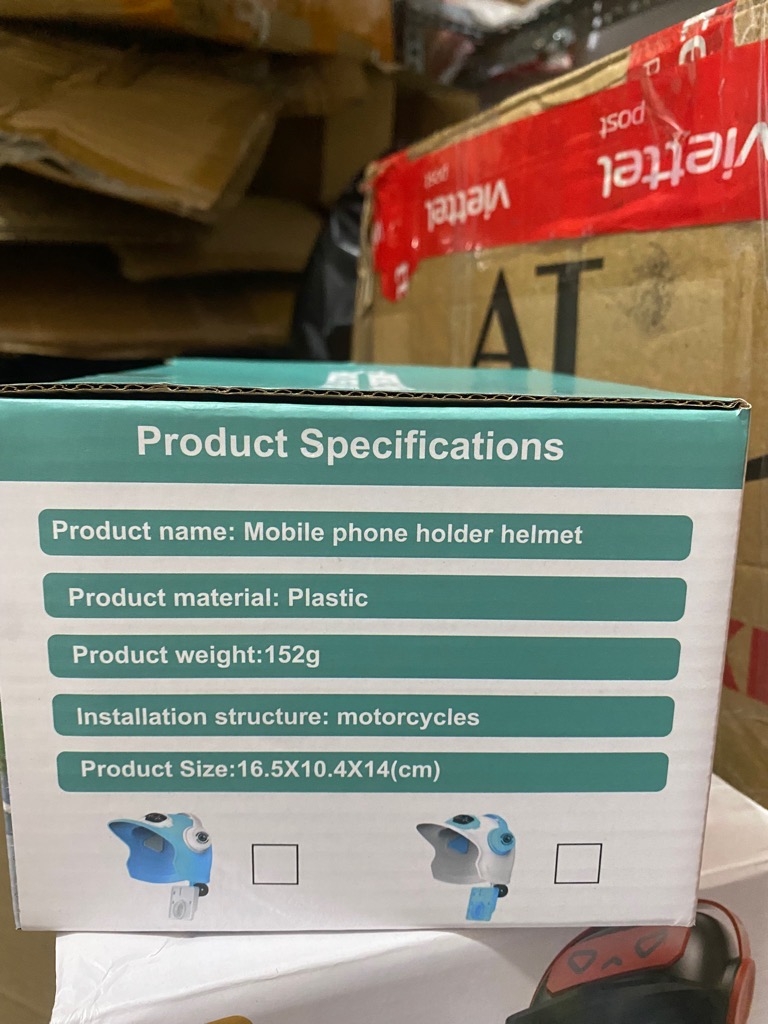 viettel
post
viettel
post
AT
Product Specifications
Product name: Mobile phone holder helmet
Product material: Plastic
Product weight:152g
Installation structure: motorcycles
Product Size:16.5X10.4X14(cm)